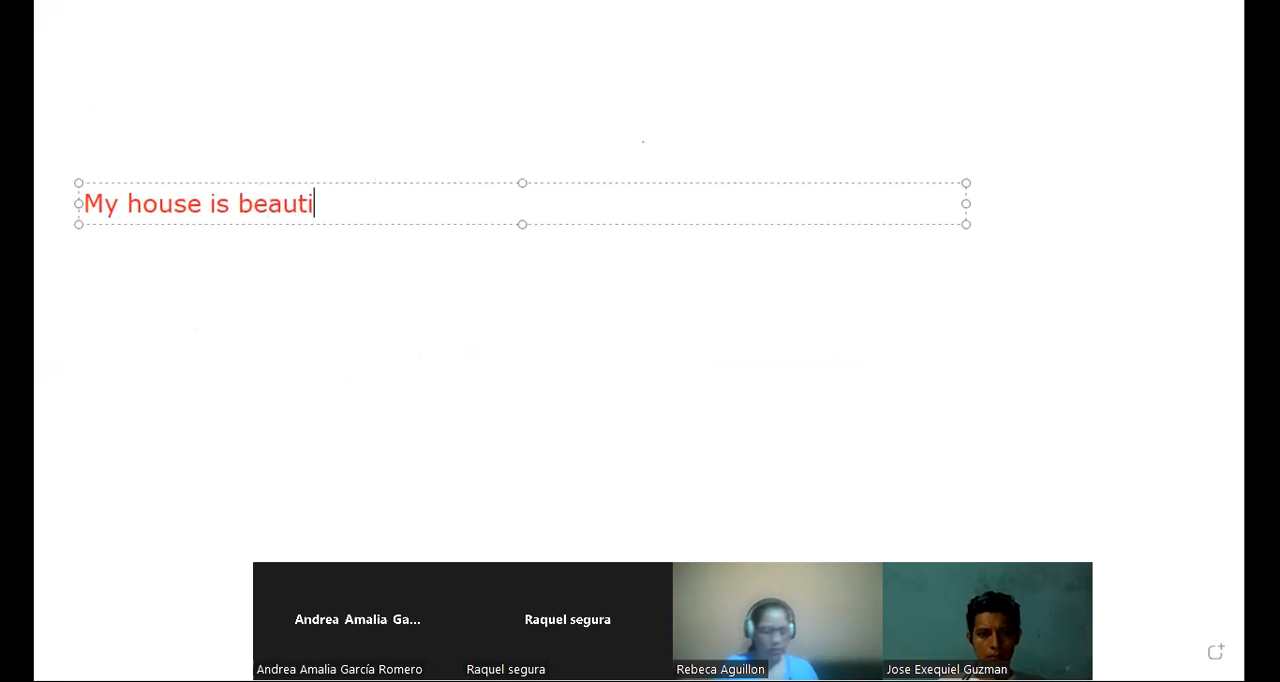 My house is beauti
Andrea Amalia Ga...
Raquel segura
Andrea Amalia García Romero
Raquel segura
Rebeca Aguillon
Jose Exequiel Guzman